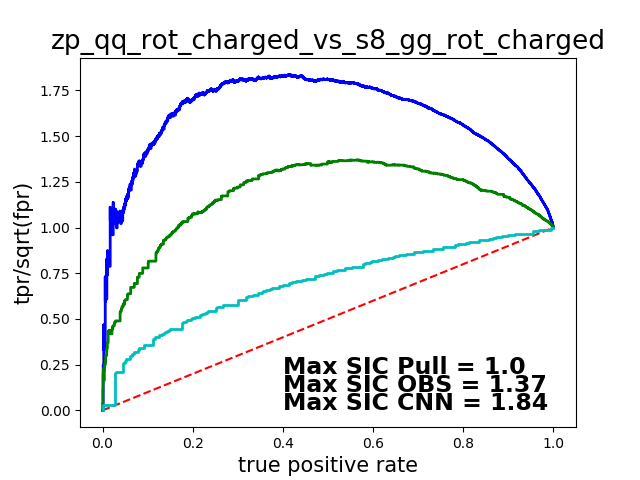 zp_qq_rot_charged_vs_s8_gg_rot_charged
tpr/sqrt(fpr)
1.75
1.50
1.25
1.00
0.75
0.50
0.25
0.00
Max SIC Pull = 1.0
Max SIC OBS = 1.37
Max SIC CNN = 1.84
0.0 0.2 0.4 0.6 0.8 1.0
true positive rate